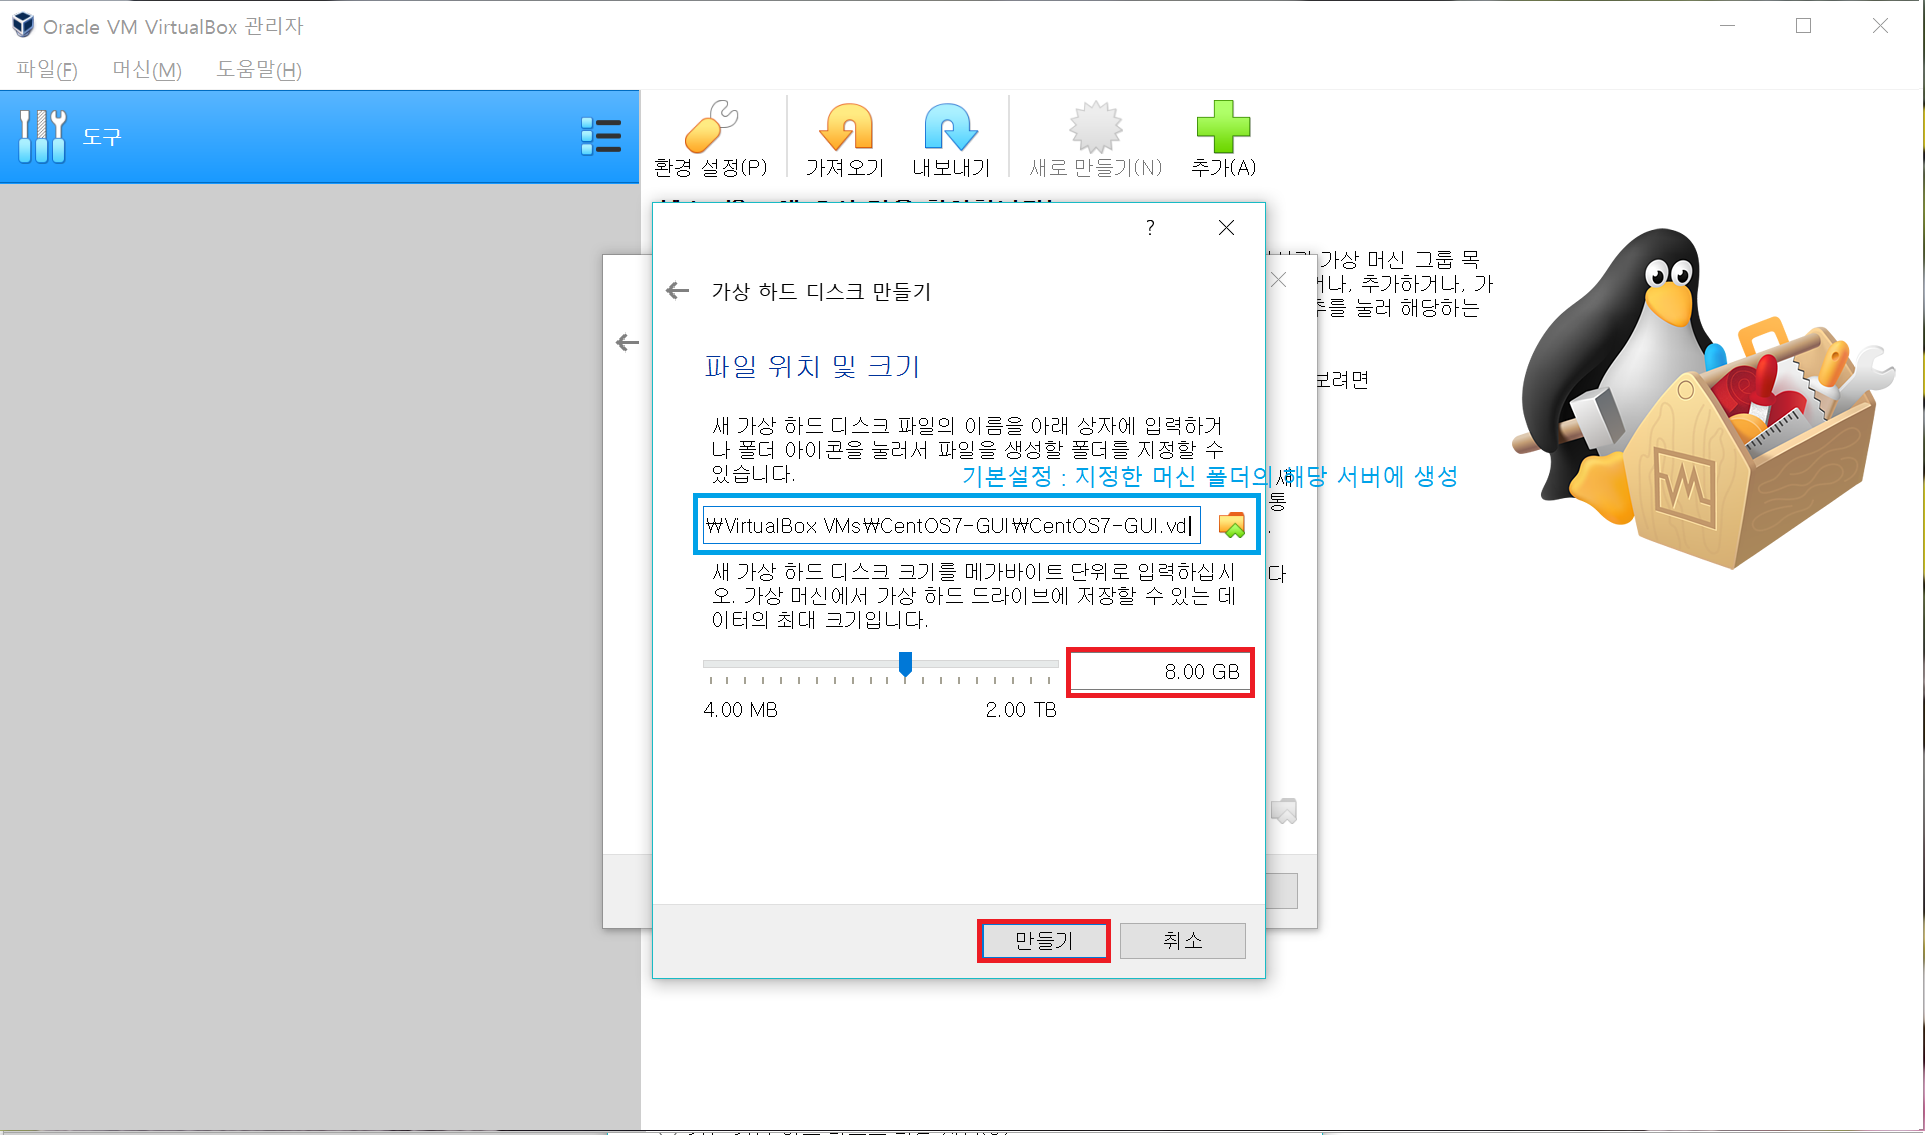 Oracle VM VirtualBox 관리자
파일(F) 머신(M) 도움말(H)
도구
환경 설정(P) 가져오기 내보내기 새로 만들기(N) 추가(A)
가상 머신 그룹 목
거나, 추가하거나, 가
추를 눌러 해당하는
보려면
?
가상 하드 디스크 만들기
파일 위치 및 크기
새 가상 하드 디스크 파일의 이름을 아래 상자에 입력하거
나 폴더 아이콘을 눌러서 파일을 생성할 폴더를 지정할 수
있습니다.
기본설정 : 지정한 머신 폴더의 해당 서버에 생성
새
통
₩VirtualBox VMs₩CentOS7-GUI₩CentOS7-GUI.vd
새 가상 하드 디스크 크기를 메가바이트 단위로 입력하십시
다
오. 가상 머신에서 가상 하드 드라이브에 저장할 수 있는 데
이터의 최대 크기입니다.
8.00 GB
4.00 MB 2.00 TB
만들기 취소